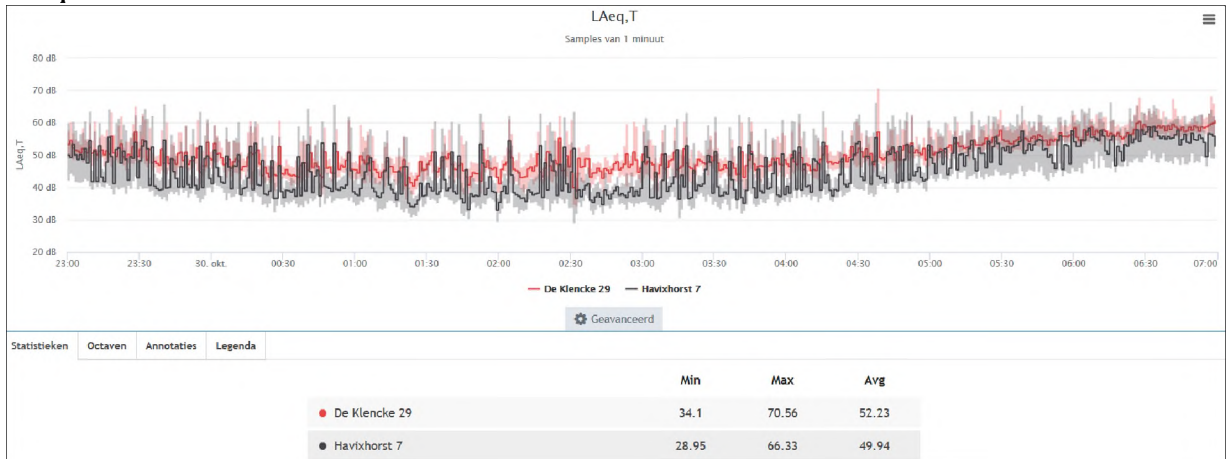 LAeq,T
Samples van 1 minuut
80 dB
70 dB
60 dB
50 dB
40 dB
30 dB
20 dB
LAeq,T
23:00 23:30 30. okt. 00:30 01:00 01:30 02:00 02:30 03:00 03:30 04:00 04:30 05:00 05:30 06:00 06:30 07:00
De Klencke 29 Havixhorst 7
Geavanceerd
Statistieken Octaven Annotaties Legenda
Min Max Avg
De Klencke 29 34.1 70.56 52.23
Havixhorst 7 28.95 66.33 49.94